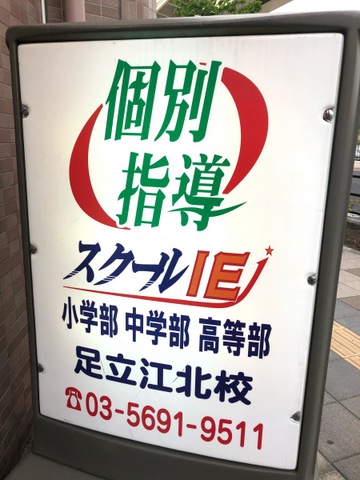 個別
指導
スクールIE
小学部 中学部 高等部
足立江北校
☎03-5691-9511